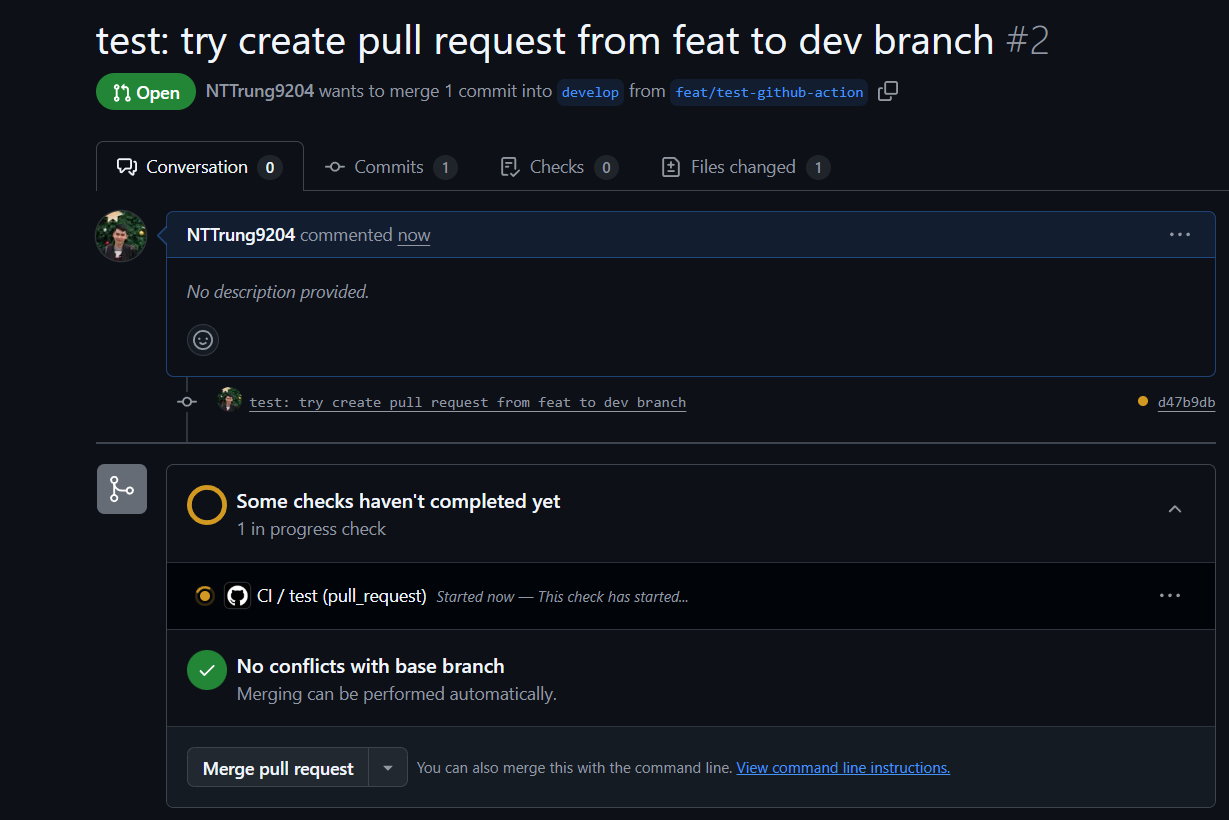 test: try create pull request from feat to dev branch #2
Open NTTrung9204 wants to merge 1 commit into develop from feat/test-github-action
Conversation 0 Commits 1 Checks 0 Files changed 1
NTTrung9204 commented now
No description provided.
test: try create pull request from feat to dev branch d47b9db
Some checks haven't completed yet
1 in progress check
CI / test (pull_request) Started now — This check has started...
No conflicts with base branch
Merging can be performed automatically.
Merge pull request You can also merge this with the command line. View command line instructions.